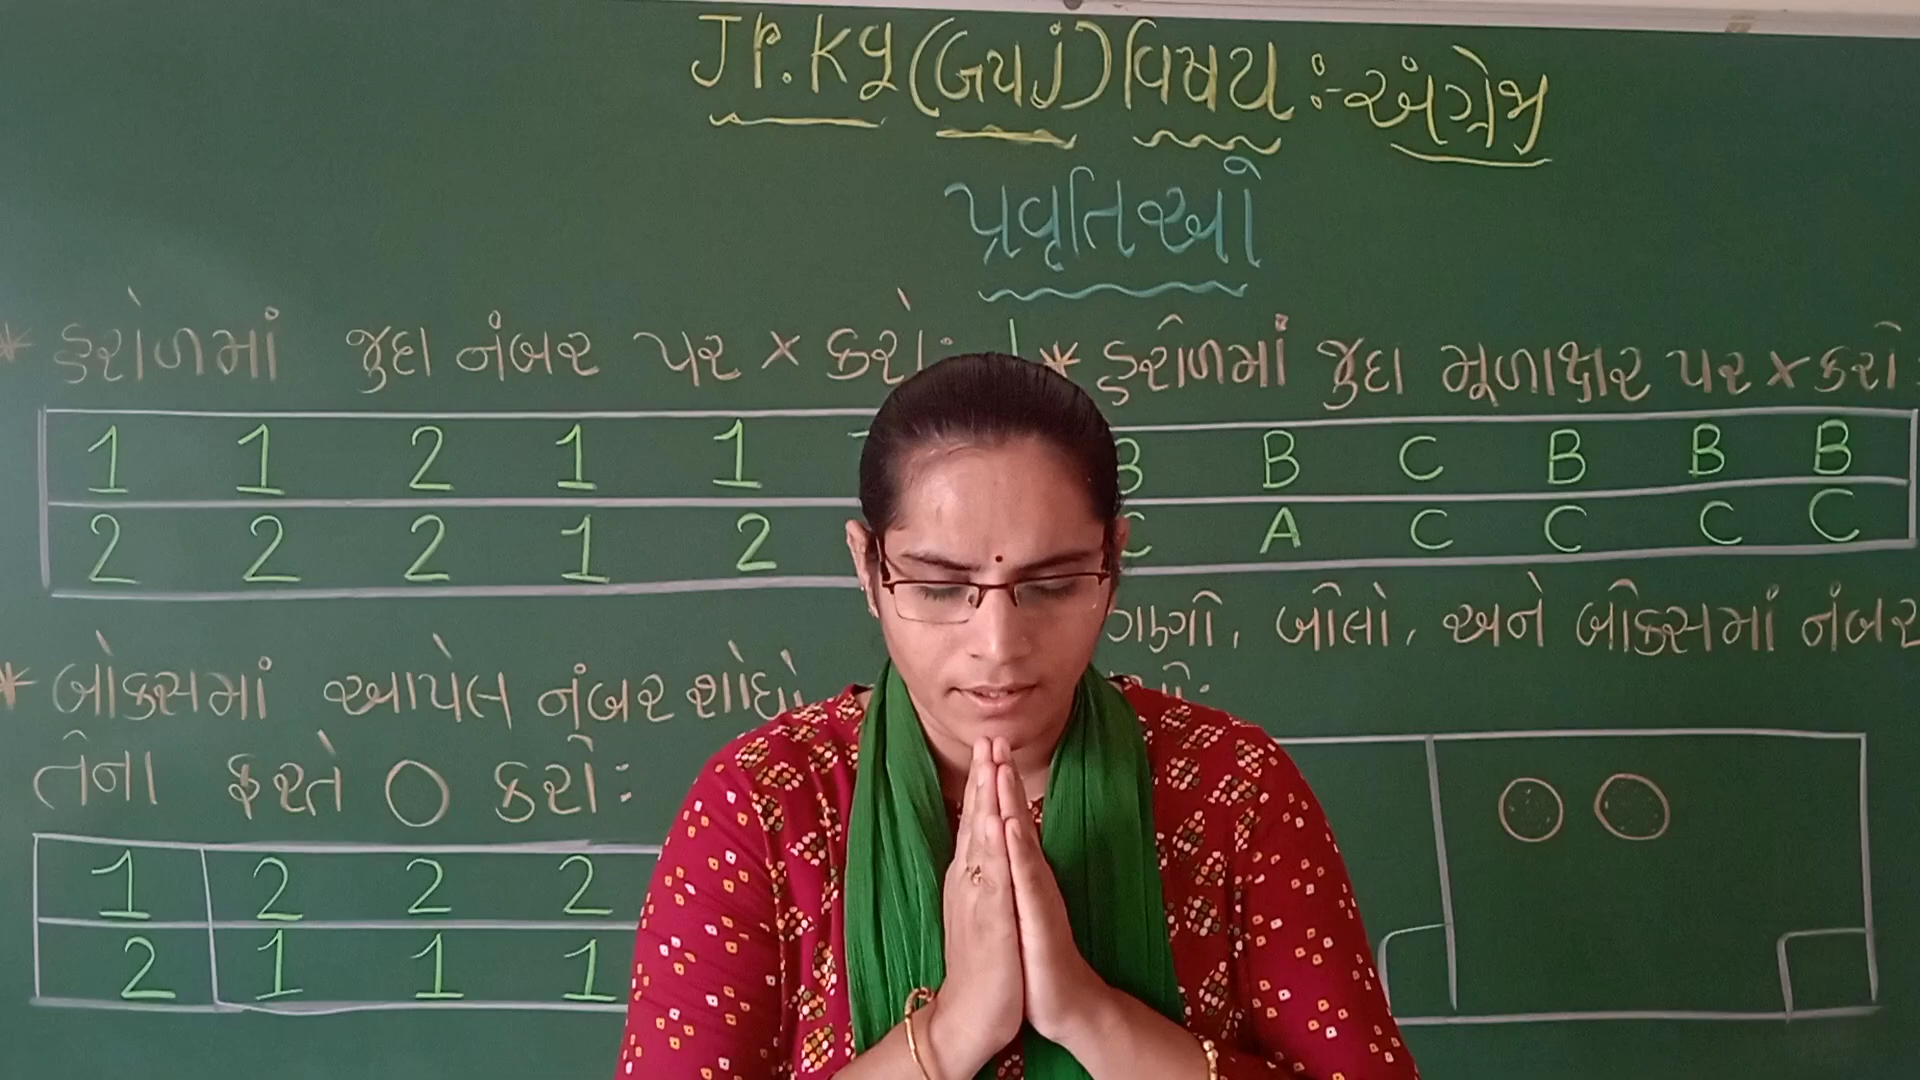 Jr. Kg (ગુજ) વિષય :- અંગ્રેજી
પ્રવૃતિઓ
* હરોળમાં જુદા નંબર પર × કરો:
1 1 2 1 1
2 2 2 1 2
* હરોળમાં જુદા મૂળાક્ષર પર × કરો:
B B C B B B
C A C C C C
* બોક્સમાં આપેલ નંબર શોધો
તેના ફરતે ○ કરો:
1 2 2 2
2 1 1 1
ગણો, બોલો, અને બોક્સમાં નંબર